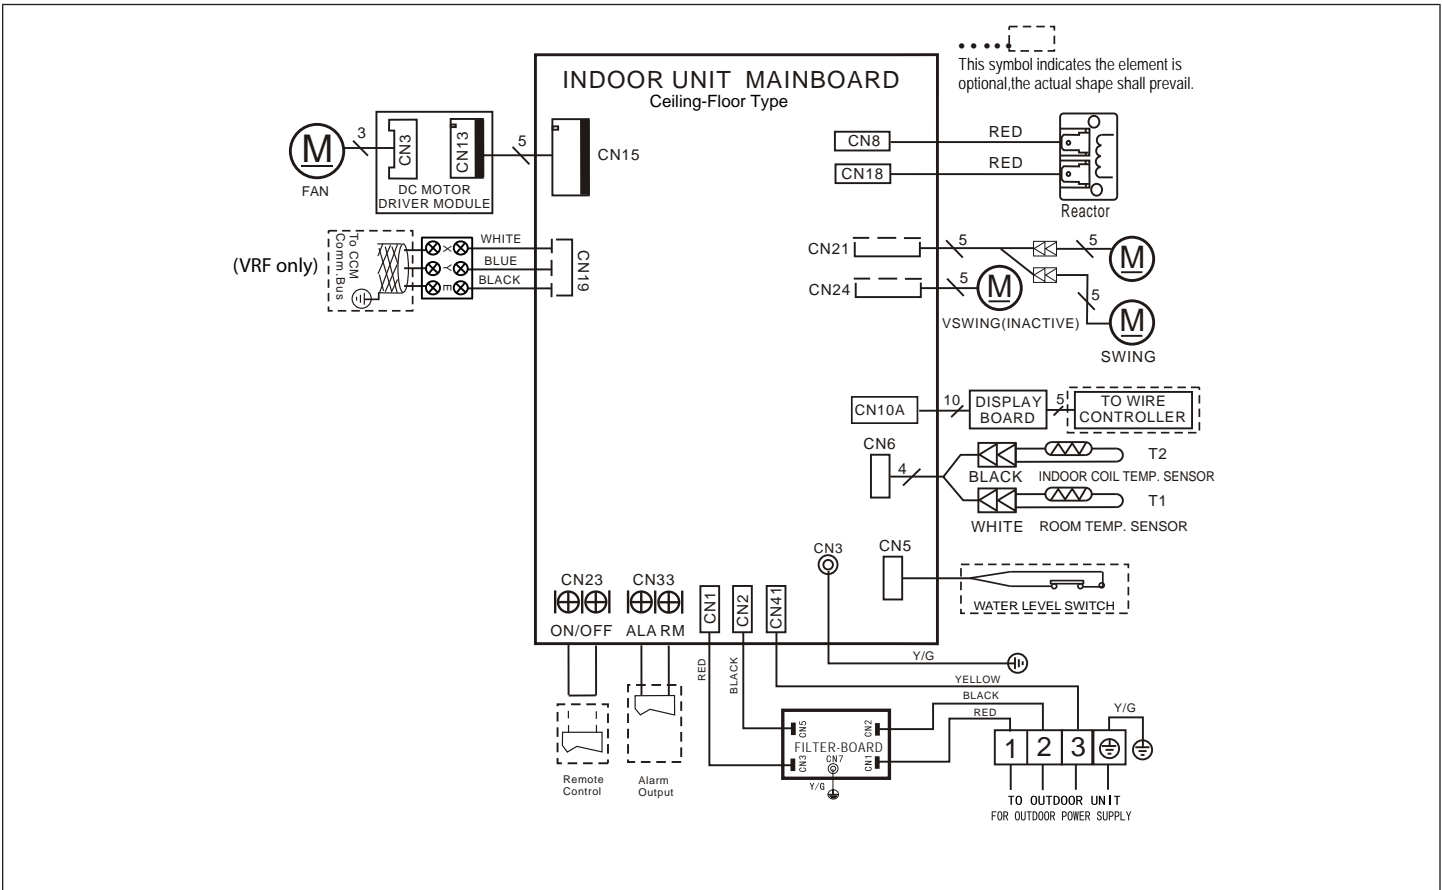 This symbol indicates the element is
optional,the actual shape shall prevail.
INDOOR UNIT MAINBOARD
Ceiling-Floor Type
M
FAN
3
CN3
CN13
DC MOTOR
DRIVER MODULE
5
CN15
CN8
RED
CN18
RED
Reactor
(VRF only)
To CCM
Comm.Bus
X
Y
E
WHITE
BLUE
BLACK
CN19
CN21
5
5
M
CN24
5
M
VSWING(INACTIVE)
5
M
SWING
CN10A
10
DISPLAY
BOARD
5
TO WIRE
CONTROLLER
CN6
4
BLACK
T2
INDOOR COIL TEMP. SENSOR
WHITE
T1
ROOM TEMP. SENSOR
CN3
CN5
WATER LEVEL SWITCH
CN23
ON/OFF
CN33
ALARM
CN1
CN2
CN41
RED
BLACK
Y/G
YELLOW
BLACK
RED
Remote
Control
Alarm
Output
CN5
CN2
FILTER-BOARD
CN3
CN7
CN1
Y/G
1
2
3
Y/G
TO OUTDOOR UNIT
FOR OUTDOOR POWER SUPPLY